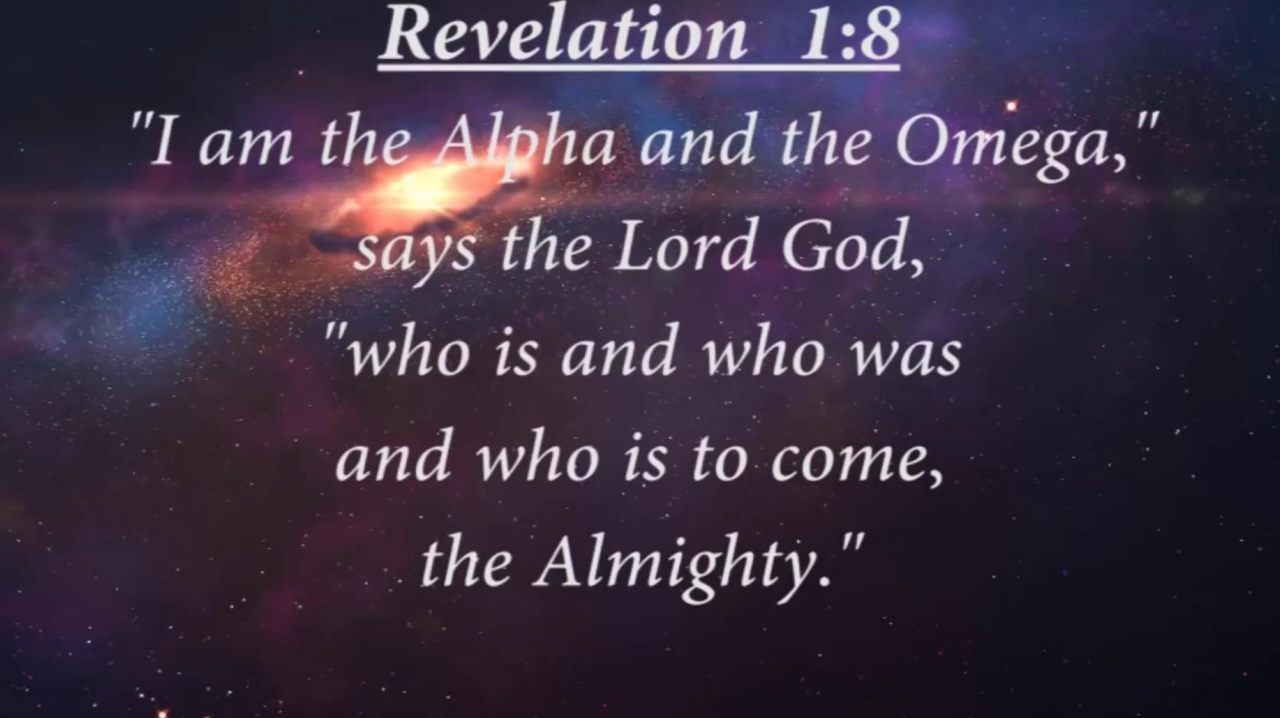 Revelation 1:8
"I am the Alpha and the Omega,"
says the Lord God,
"who is and who was
and who is to come,
the Almighty."